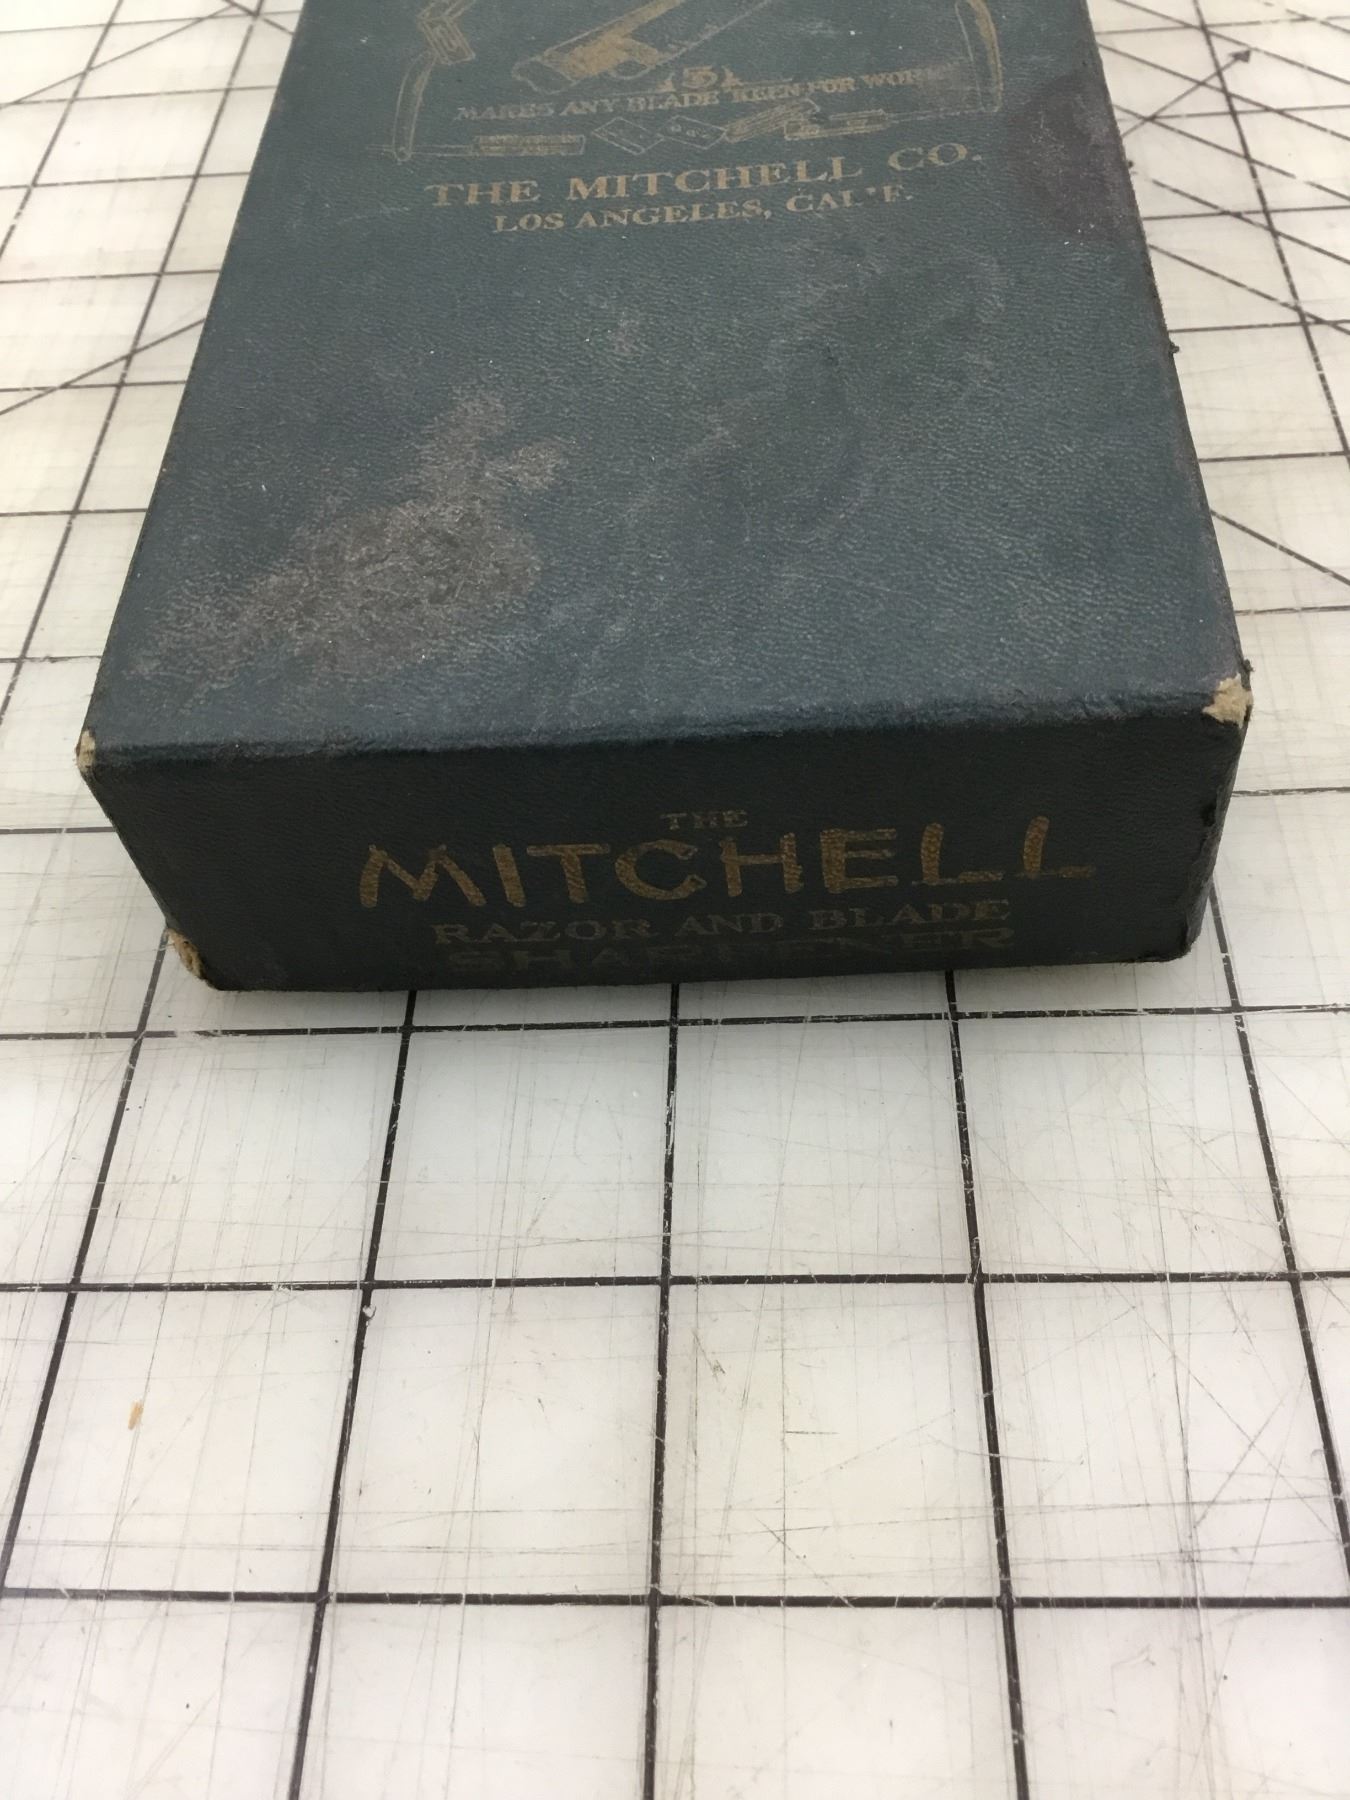 MAKES ANY BLADE KEEN FOR WORK
THE MITCHELL CO.
LOS ANGELES, CAL'F.
THE
MITCHELL
RAZOR AND BLADE
SHARPENER